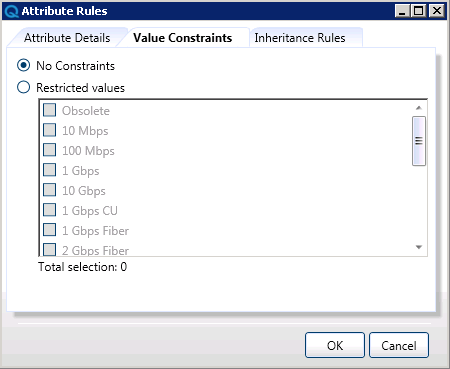 Attribute Rules
Attribute Details
Value Constraints
Inheritance Rules
No Constraints
Restricted values
Obsolete
10 Mbps
100 Mbps
1 Gbps
10 Gbps
1 Gbps CU
1 Gbps Fiber
2 Gbps Fiber
Total selection: 0
OK
Cancel